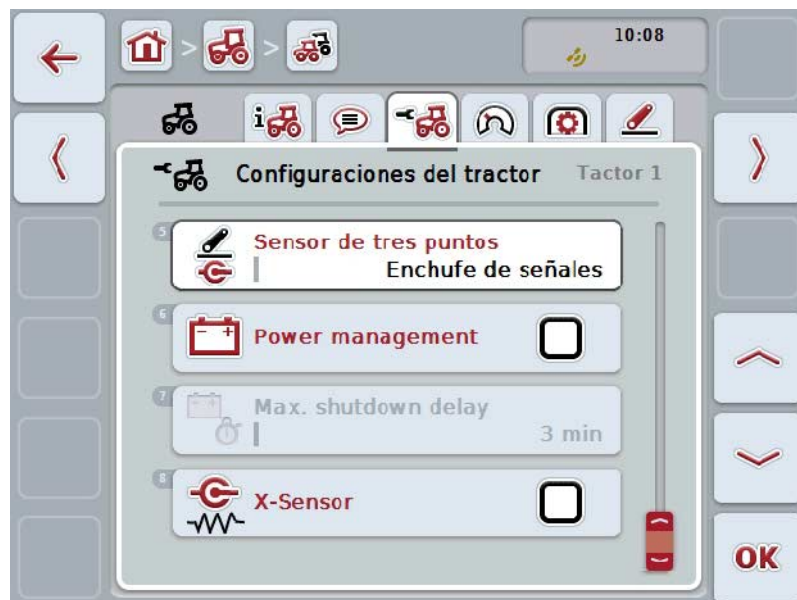 10:08
Configuraciones del tractor Tactor 1
5
Sensor de tres puntos
Enchufe de señales
6
Power management
7
Max. shutdown delay
3 min
8
X-Sensor
OK